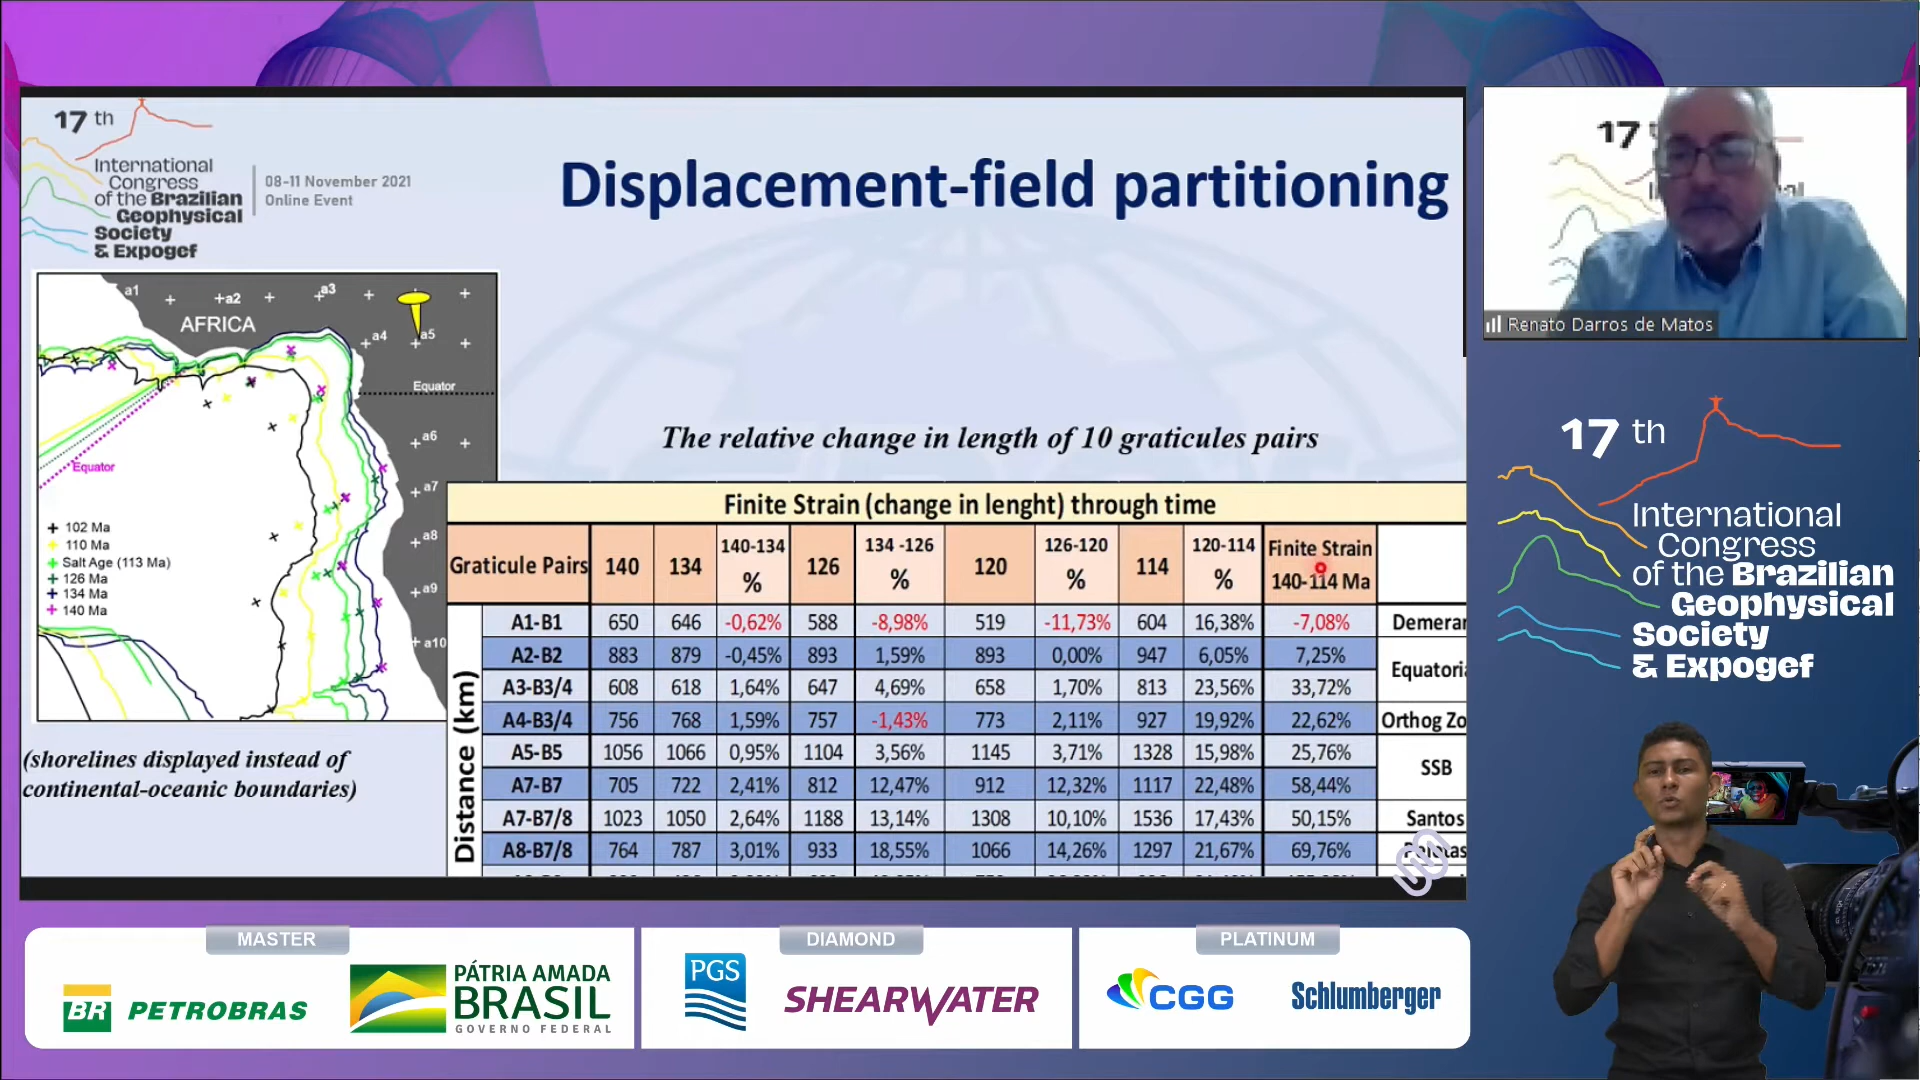 17 th
International
Congress
of the Brazilian
Geophysical
Society
& Expogef
08-11 November 2021
Online Event
Displacement-field partitioning
a1
a2
a3
a4
a5
AFRICA
Equator
a6
Equator
a7
a8
a9
a10
102 Ma
110 Ma
Salt Age (113 Ma)
126 Ma
134 Ma
140 Ma
(shorelines displayed instead of
continental-oceanic boundaries)
The relative change in length of 10 graticules pairs
Finite Strain (change in lenght) through time
Graticule Pairs 140 134 140-134 % 126 134 -126 % 120 126-120 % 114 120-114 % Finite Strain 140-114 Ma
Distance (km)
A1-B1 650 646 -0,62% 588 -8,98% 519 -11,73% 604 16,38% -7,08% Demerar
A2-B2 883 879 -0,45% 893 1,59% 893 0,00% 947 6,05% 7,25%
Equatoria
A3-B3/4 608 618 1,64% 647 4,69% 658 1,70% 813 23,56% 33,72%
A4-B3/4 756 768 1,59% 757 -1,43% 773 2,11% 927 19,92% 22,62% Orthog Zo
A5-B5 1056 1066 0,95% 1104 3,56% 1145 3,71% 1328 15,98% 25,76%
SSB
A7-B7 705 722 2,41% 812 12,47% 912 12,32% 1117 22,48% 58,44%
A7-B7/8 1023 1050 2,64% 1188 13,14% 1308 10,10% 1536 17,43% 50,15% Santos
A8-B7/8 764 787 3,01% 933 18,55% 1066 14,26% 1297 21,67% 69,76%
17
Renato Darros de Matos
17 th
International
Congress
of the Brazilian
Geophysical
Society
& Expogef
MASTER
BR PETROBRAS
PÁTRIA AMADA
BRASIL
GOVERNO FEDERAL
DIAMOND
PGS
SHEARWATER
PLATINUM
CGG
Schlumberger